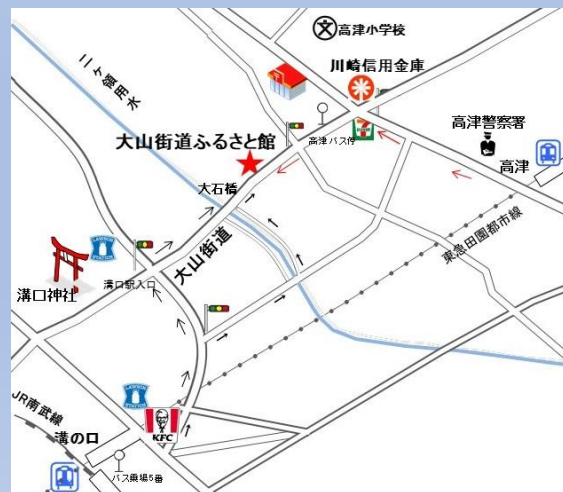 高津小学校
川崎信用金庫
二ヶ領用水
大山街道ふるさと館
高津バス停
高津警察署
高津
大石橋
大山街道
東急田園都市線
LAWSON
溝口駅入口
溝口神社
LAWSON
JR南武線
KFC
溝の口
バス乗場5番